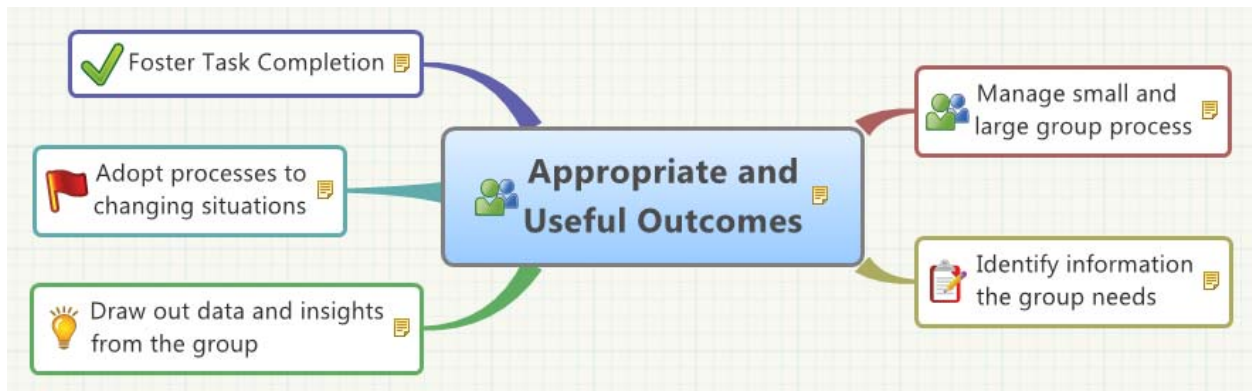 Foster Task Completion
Adopt processes to
changing situations
Draw out data and insights
from the group
Appropriate and
Useful Outcomes
Manage small and
large group process
Identify information
the group needs